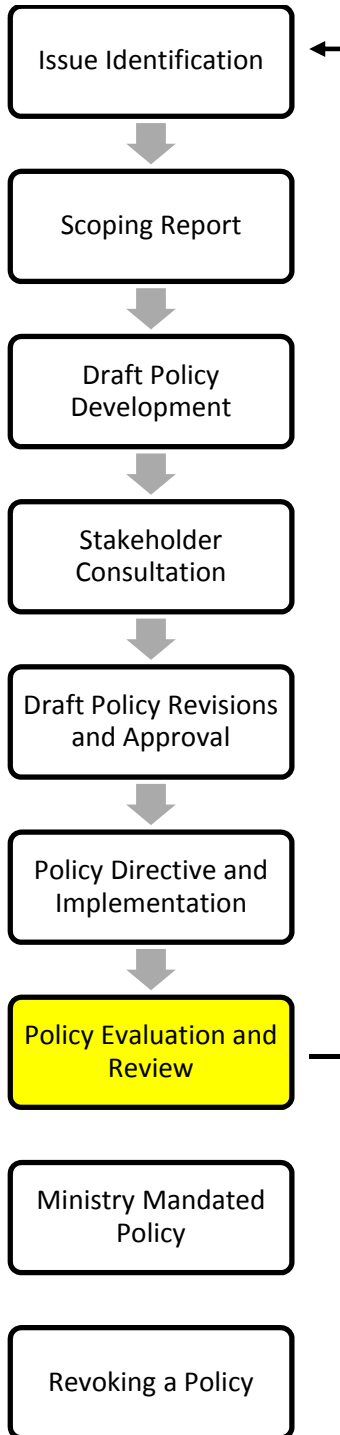 Issue Identification
Scoping Report
Draft Policy
Development
Stakeholder
Consultation
Draft Policy Revisions
and Approval
Policy Directive and
Implementation
Policy Evaluation and
Review
Ministry Mandated
Policy
Revoking a Policy